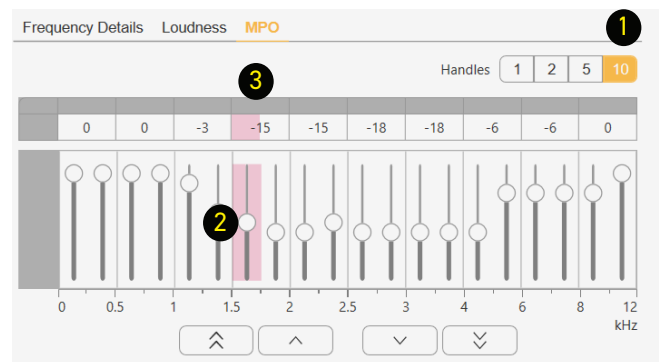 Frequency Details Loudness MPO 1
Handles 1 2 5 10
3
0 0 -3 -15 -15 -18 -18 -6 -6 0
2
0 0.5 1 1.5 2 2.5 3 4 6 8 12
kHz